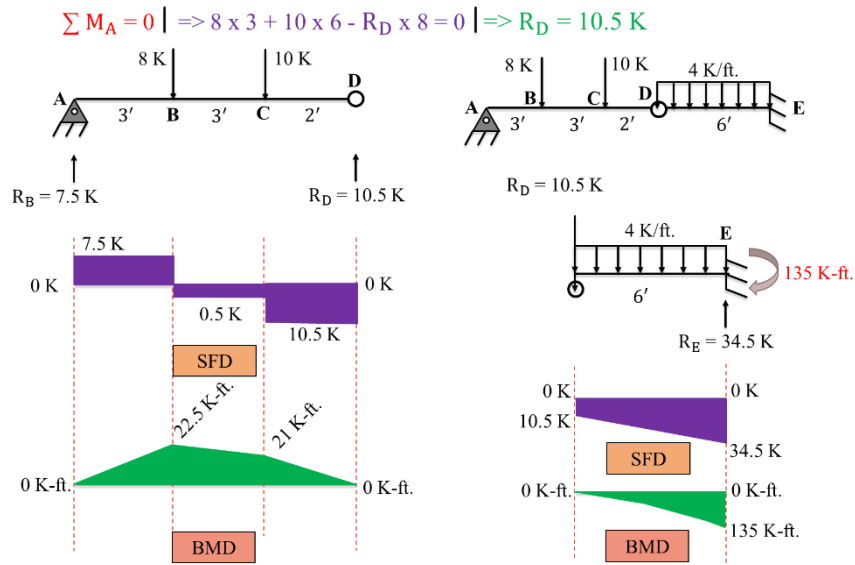 ∑ M_A = 0 | => 8 x 3 + 10 x 6 - R_D x 8 = 0 | => R_D = 10.5 K
8 K
10 K
D
A
3′
B
3′
C
2′
R_B = 7.5 K
R_D = 10.5 K
7.5 K
0 K
0 K
0.5 K
10.5 K
SFD
22.5 K-ft.
21 K-ft.
0 K-ft.
0 K-ft.
BMD
8 K
10 K
4 K/ft.
A
B
C
D
E
3′
3′
2′
6′
R_D = 10.5 K
4 K/ft.
E
135 K-ft.
6′
R_E = 34.5 K
0 K
0 K
10.5 K
34.5 K
SFD
0 K-ft.
0 K-ft.
135 K-ft.
BMD